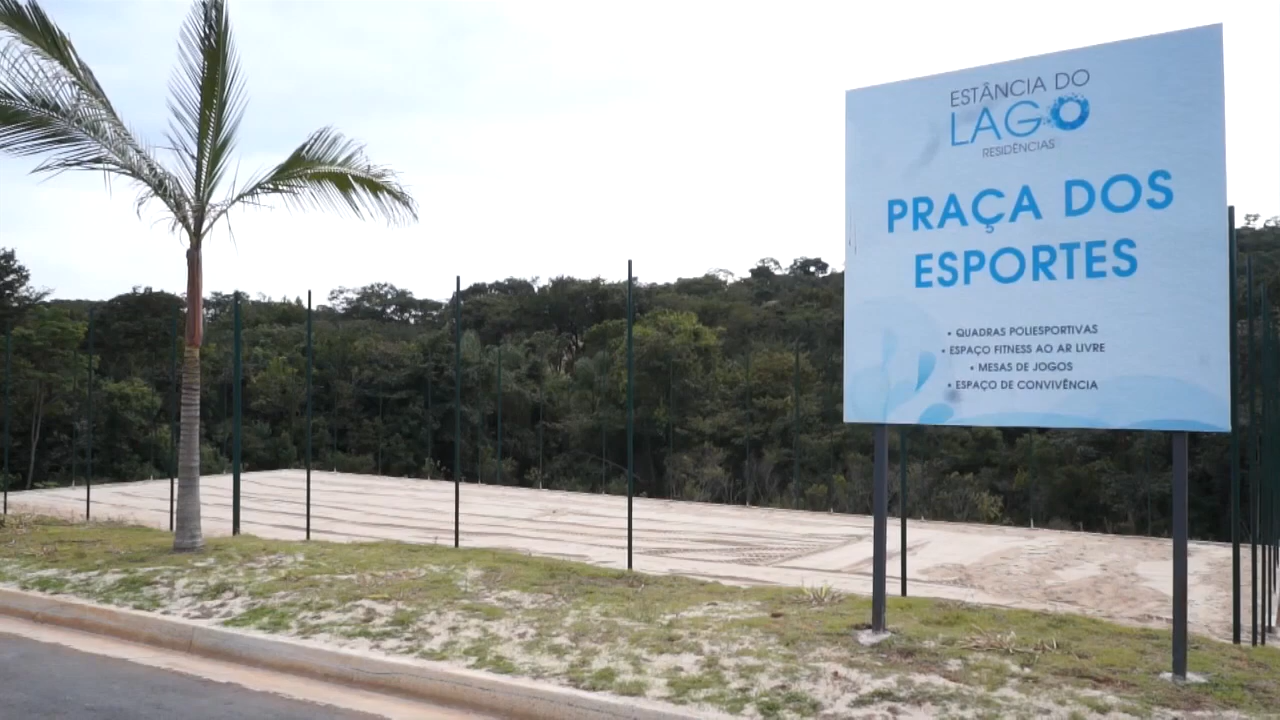 ESTÂNCIA DO
LAGO
RESIDÊNCIAS
PRAÇA DOS
ESPORTES
• QUADRAS POLIESPORTIVAS
• ESPAÇO FITNESS AO AR LIVRE
• MESAS DE JOGOS
• ESPAÇO DE CONVIVÊNCIA